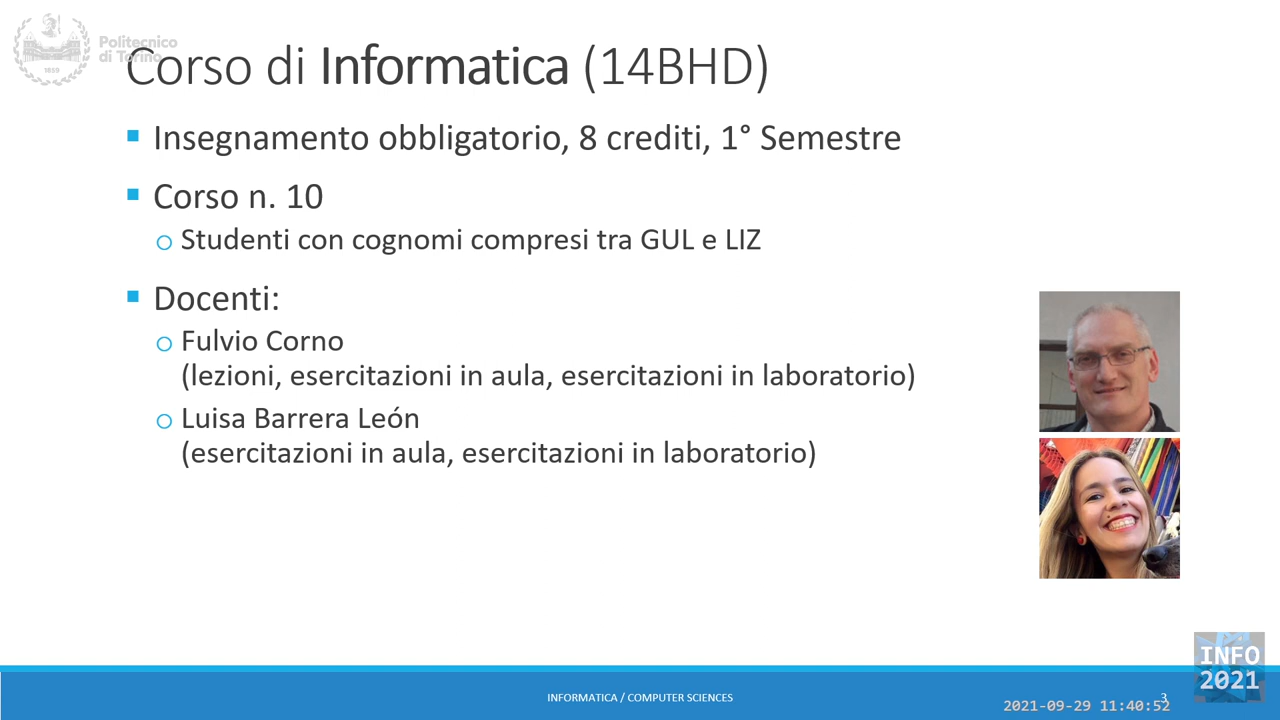 Politecnico
di Torino
1859
Corso di Informatica (14BHD)
Insegnamento obbligatorio, 8 crediti, 1° Semestre
Corso n. 10
Studenti con cognomi compresi tra GUL e LIZ
Docenti:
Fulvio Corno
(lezioni, esercitazioni in aula, esercitazioni in laboratorio)
Luisa Barrera León
(esercitazioni in aula, esercitazioni in laboratorio)
INFO
2021
INFORMATICA / COMPUTER SCIENCES
3
2021-09-29 11:40:52